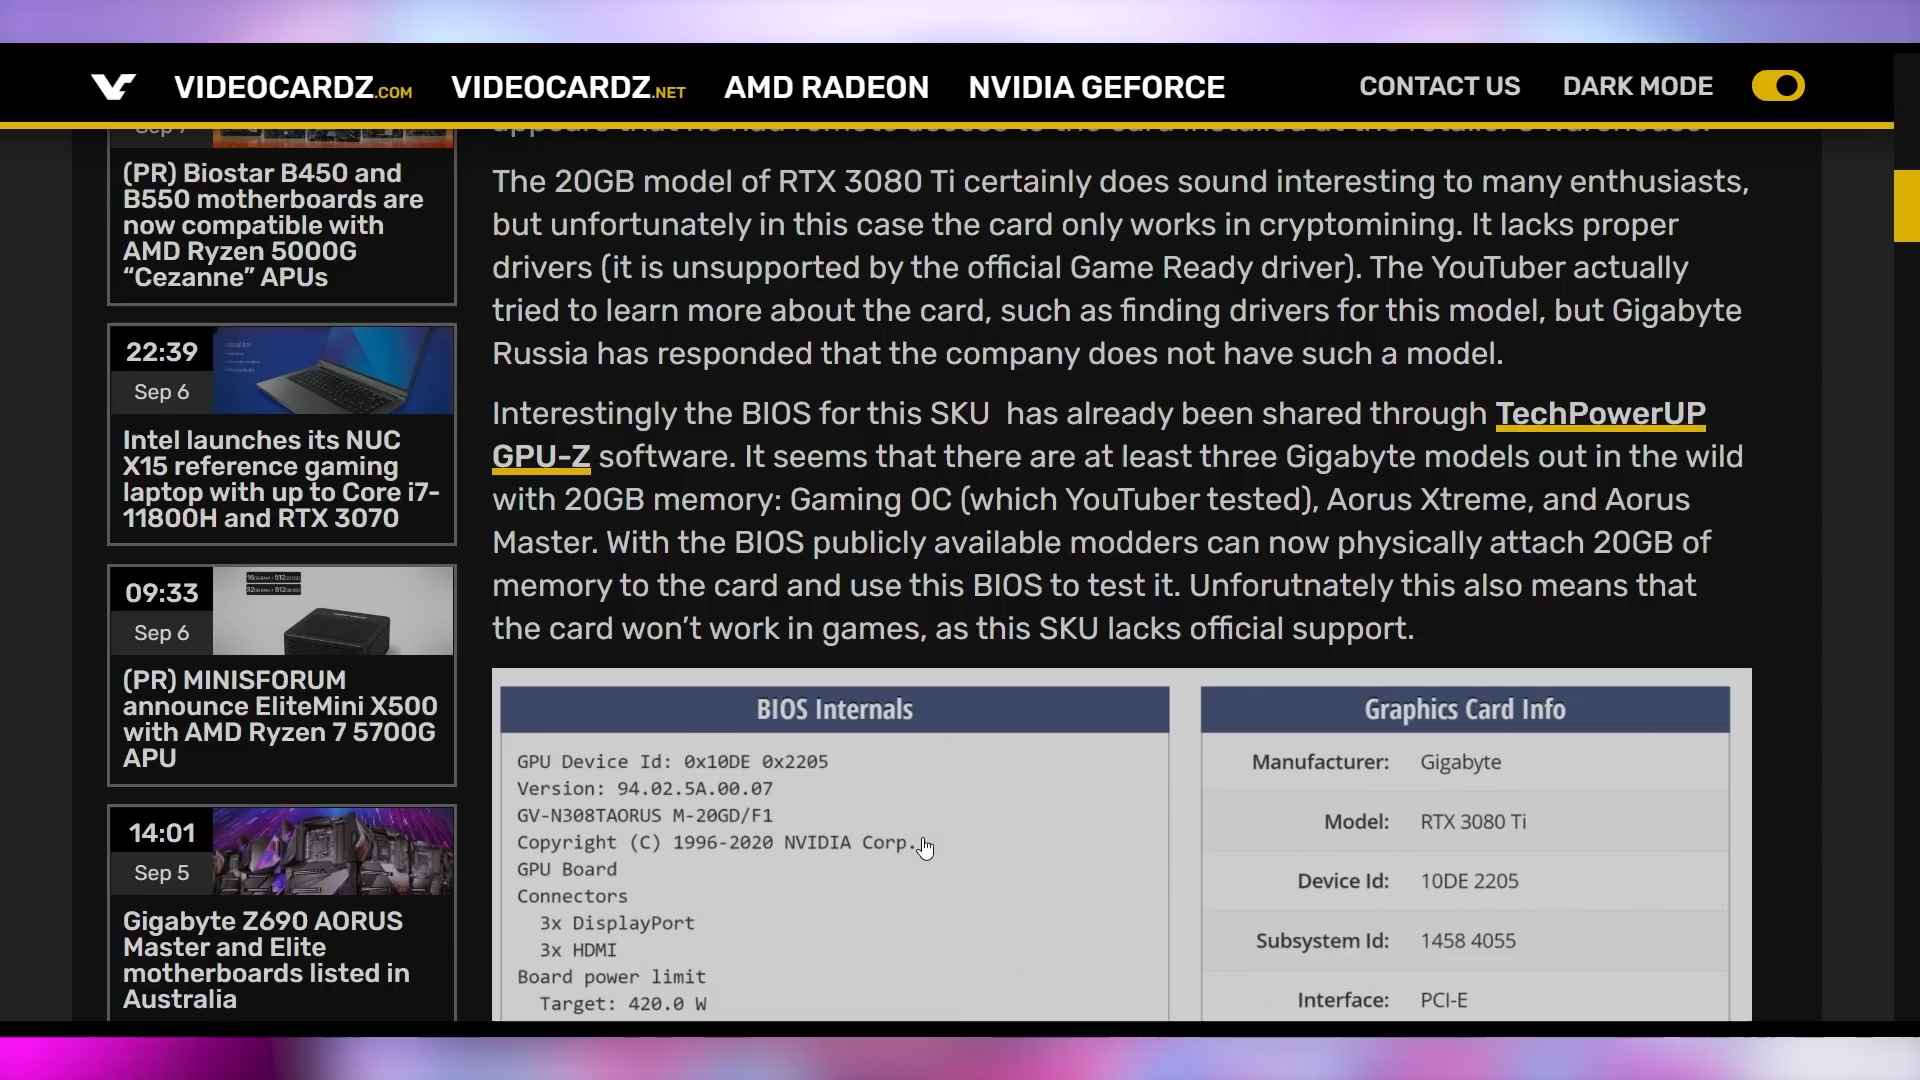 VIDEOCARDZ.COM VIDEOCARDZ.NET AMD RADEON NVIDIA GEFORCE CONTACT US DARK MODE
(PR) Biostar B450 and
B550 motherboards are
now compatible with
AMD Ryzen 5000G
“Cezanne” APUs
22:39
Sep 6
Intel launches its NUC
X15 reference gaming
laptop with up to Core i7-
11800H and RTX 3070
09:33
Sep 6
(PR) MINISFORUM
announce EliteMini X500
with AMD Ryzen 7 5700G
APU
14:01
Sep 5
Gigabyte Z690 AORUS
Master and Elite
motherboards listed in
Australia
appears that he had remote access to the card installed at the retailer’s warehouse.
The 20GB model of RTX 3080 Ti certainly does sound interesting to many enthusiasts,
but unfortunately in this case the card only works in cryptomining. It lacks proper
drivers (it is unsupported by the official Game Ready driver). The YouTuber actually
tried to learn more about the card, such as finding drivers for this model, but Gigabyte
Russia has responded that the company does not have such a model.
Interestingly the BIOS for this SKU has already been shared through TechPowerUP
GPU-Z software. It seems that there are at least three Gigabyte models out in the wild
with 20GB memory: Gaming OC (which YouTuber tested), Aorus Xtreme, and Aorus
Master. With the BIOS publicly available modders can now physically attach 20GB of
memory to the card and use this BIOS to test it. Unforutnately this also means that
the card won’t work in games, as this SKU lacks official support.
BIOS Internals
GPU Device Id: 0x10DE 0x2205
Version: 94.02.5A.00.07
GV-N308TAORUS M-20GD/F1
Copyright (C) 1996-2020 NVIDIA Corp.
GPU Board
Connectors
3x DisplayPort
3x HDMI
Board power limit
Target: 420.0 W
Graphics Card Info
Manufacturer: Gigabyte
Model: RTX 3080 Ti
Device Id: 10DE 2205
Subsystem Id: 1458 4055
Interface: PCI-E